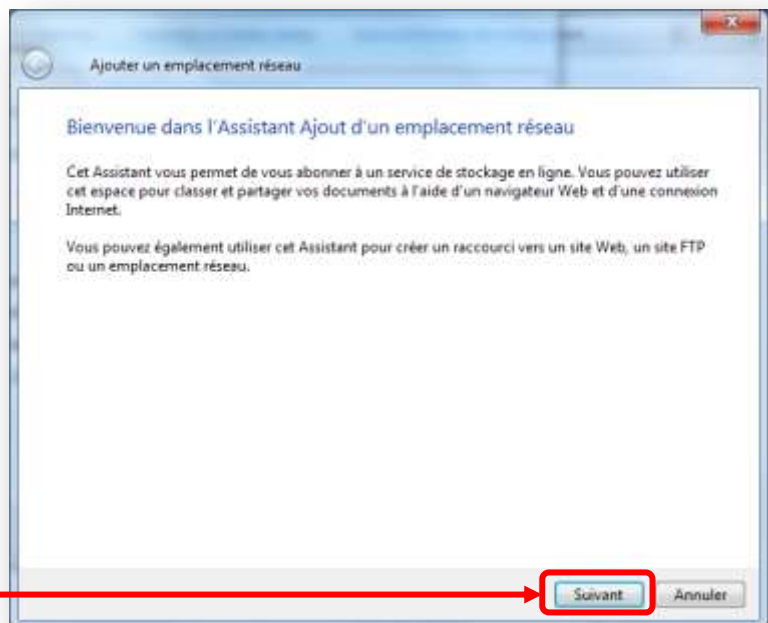 Ajouter un emplacement réseau
Bienvenue dans l'Assistant Ajout d'un emplacement réseau
Cet Assistant vous permet de vous abonner à un service de stockage en ligne. Vous pouvez utiliser
cet espace pour classer et partager vos documents à l'aide d'un navigateur Web et d'une connexion
Internet.
Vous pouvez également utiliser cet Assistant pour créer un raccourci vers un site Web, un site FTP
ou un emplacement réseau.
Suivant Annuler